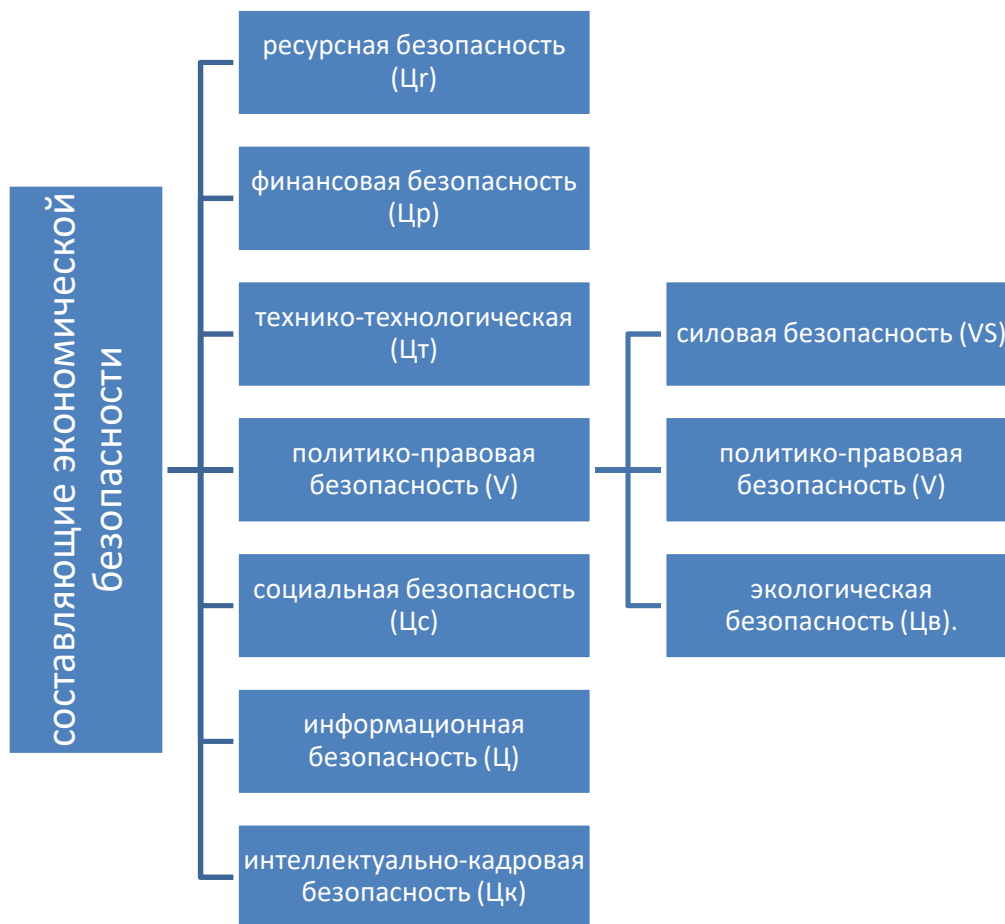 составляющие экономической
безопасности
ресурсная безопасность
(Цr)
финансовая безопасность
(Цр)
технико-технологическая
(Цт)
политико-правовая
безопасность (V)
социальная безопасность
(Цс)
информационная
безопасность (Ц)
интеллектуально-кадровая
безопасность (Цк)
силовая безопасность (VS)
политико-правовая
безопасность (V)
экологическая
безопасность (Цв).